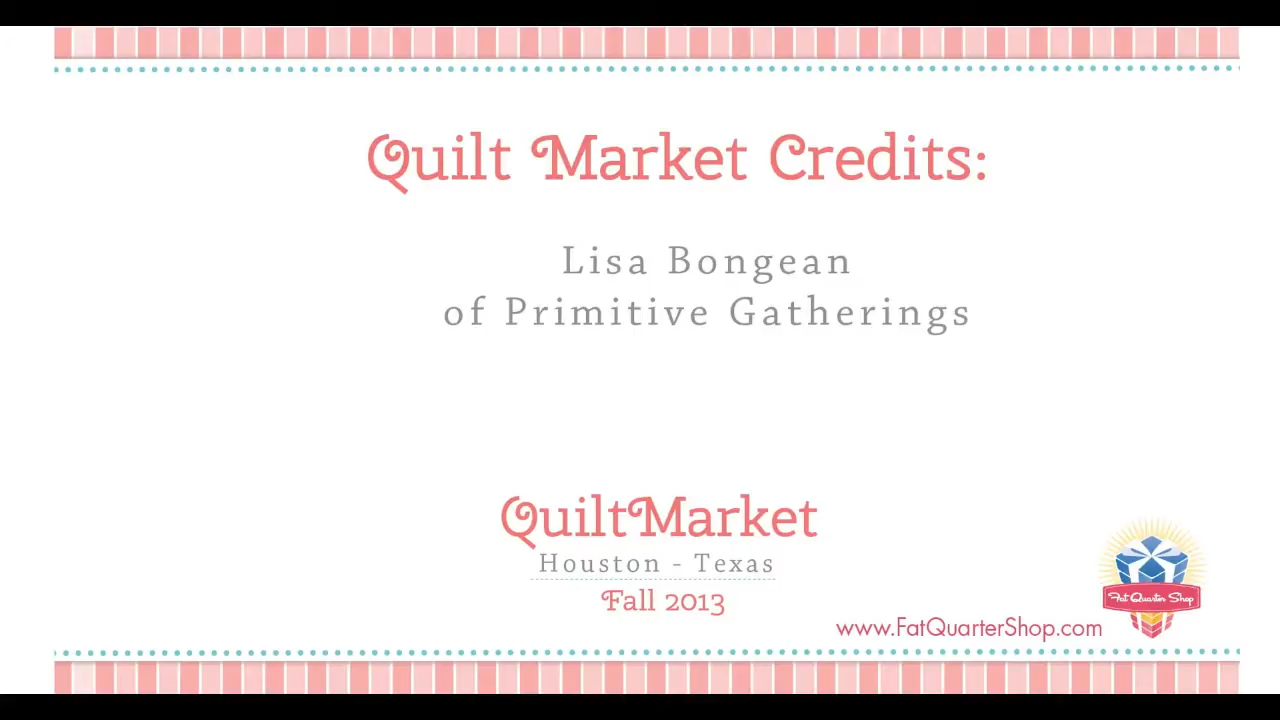 Quilt Market Credits:
Lisa Bongean
of Primitive Gatherings
QuiltMarket
Houston - Texas
Fall 2013
Fat Quarter Shop
www.FatQuarterShop.com